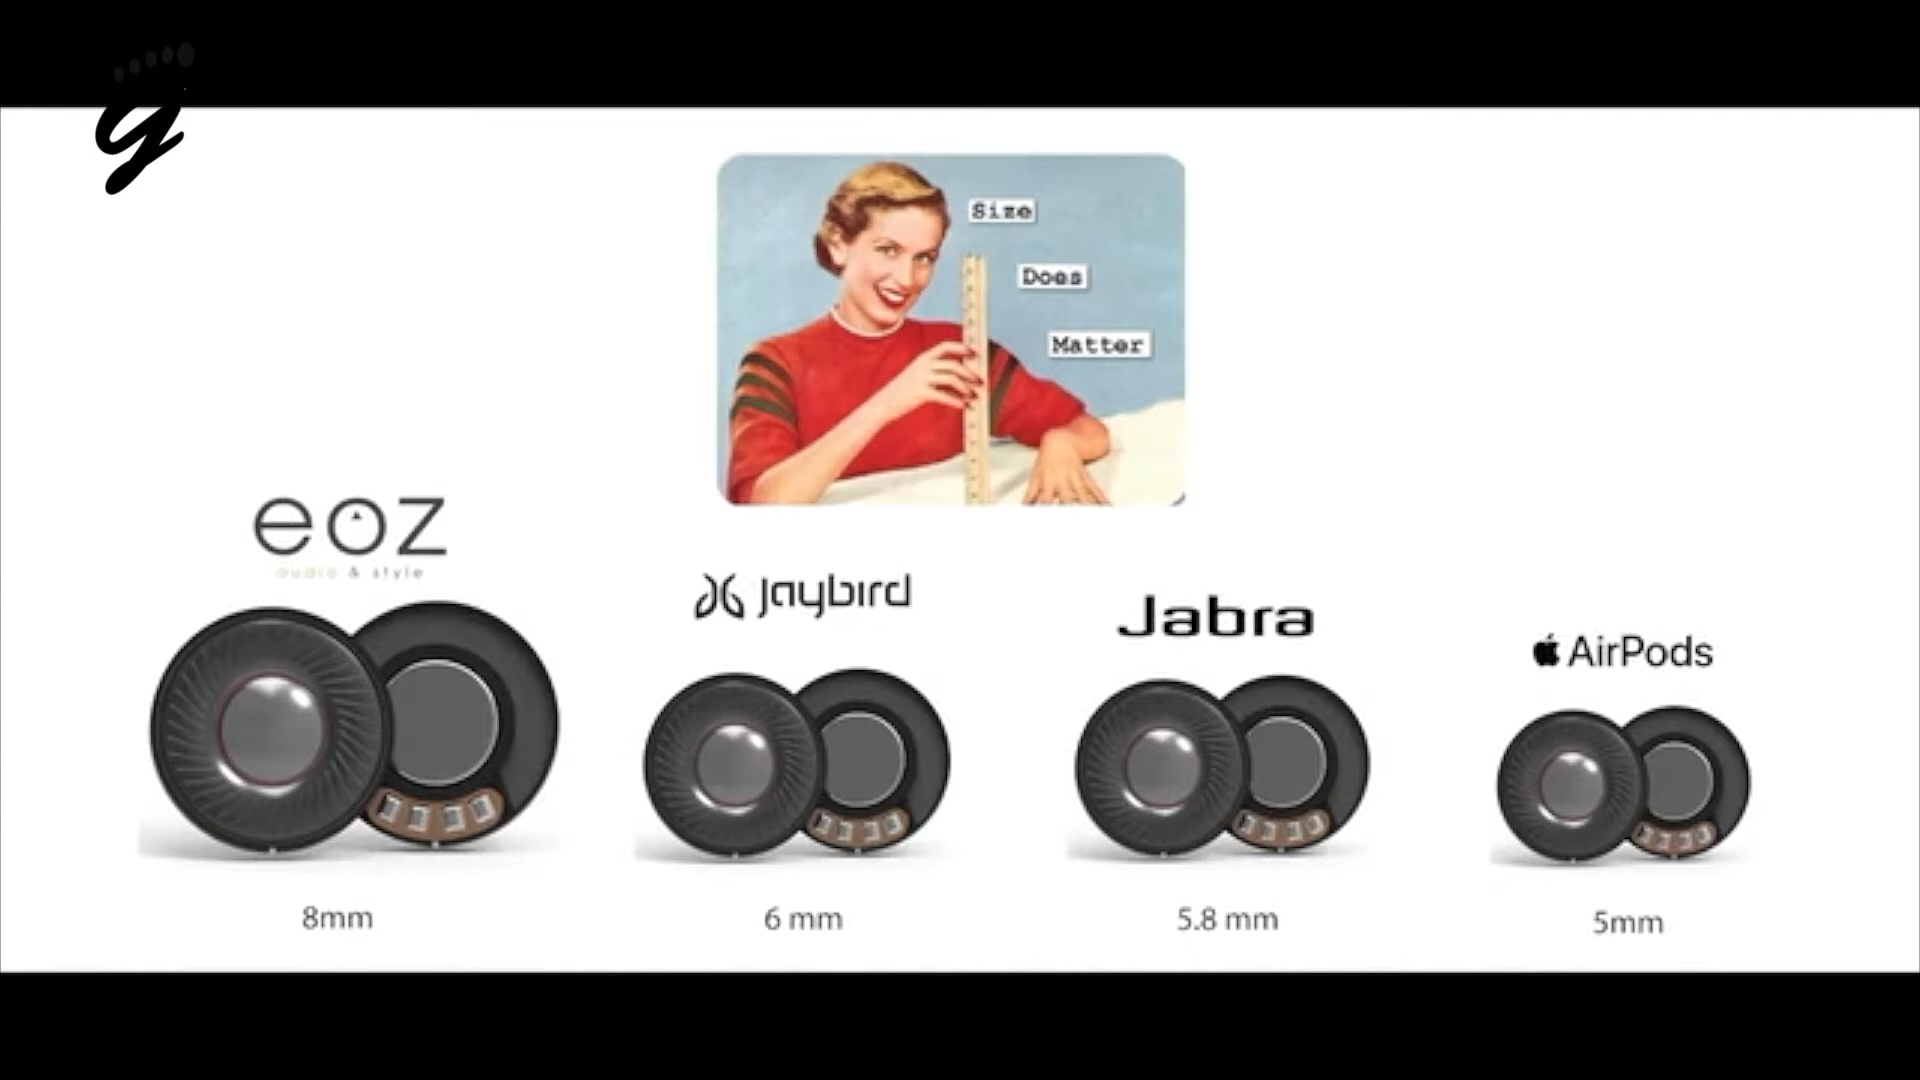 g
Size
Does
Matter
eoz
audio & style
Jaybird
Jabra
AirPods
8mm
6 mm
5.8 mm
5mm